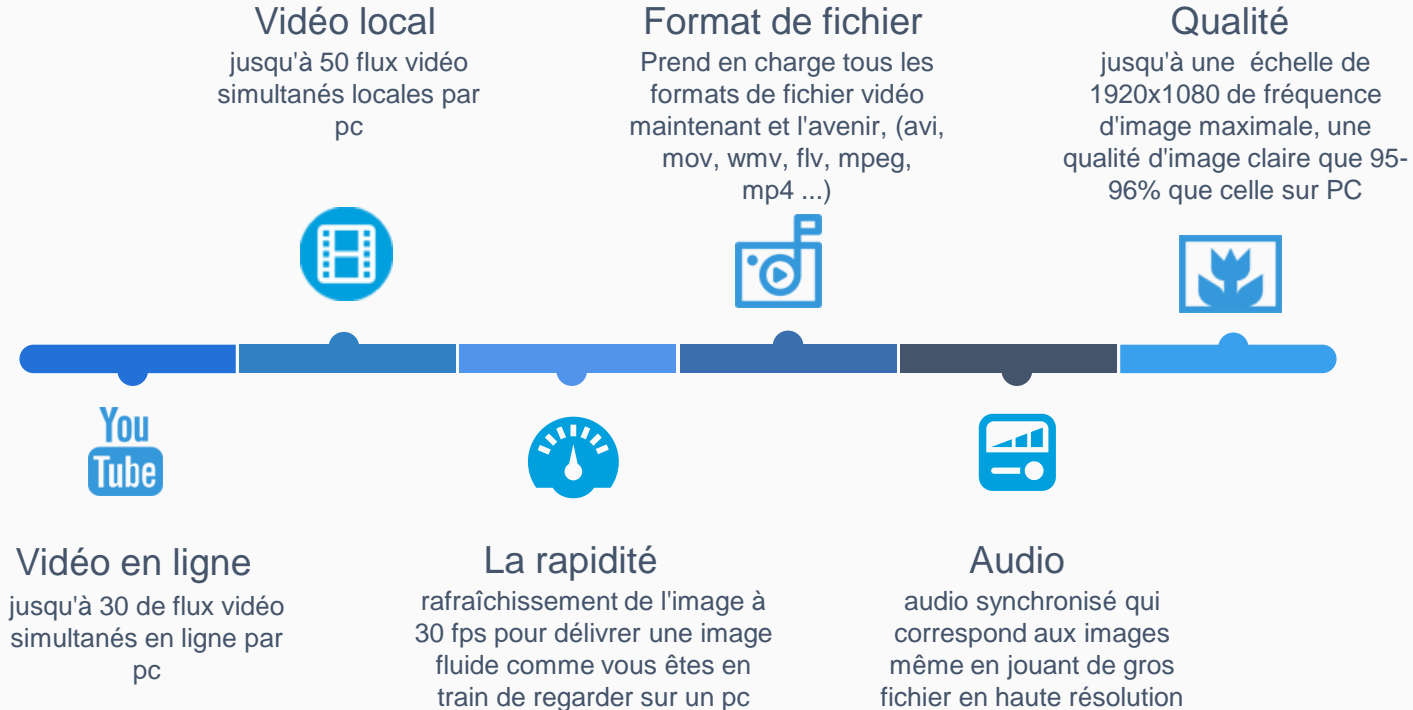 Vidéo local
jusqu'à 50 flux vidéo
simultanés locales par
pc
Format de fichier
Prend en charge tous les
formats de fichier vidéo
maintenant et l'avenir, (avi,
mov, wmv, flv, mpeg,
mp4 ...)
Qualité
jusqu'à une  échelle de
1920x1080 de fréquence
d'image maximale, une
qualité d'image claire que 95-
96% que celle sur PC
You
Tube
Vidéo en ligne
jusqu'à 30 de flux vidéo
simultanés en ligne par
pc
La rapidité
rafraîchissement de l'image à
30 fps pour délivrer une image
fluide comme vous êtes en
train de regarder sur un pc
Audio
audio synchronisé qui
correspond aux images
même en jouant de gros
fichier en haute résolution